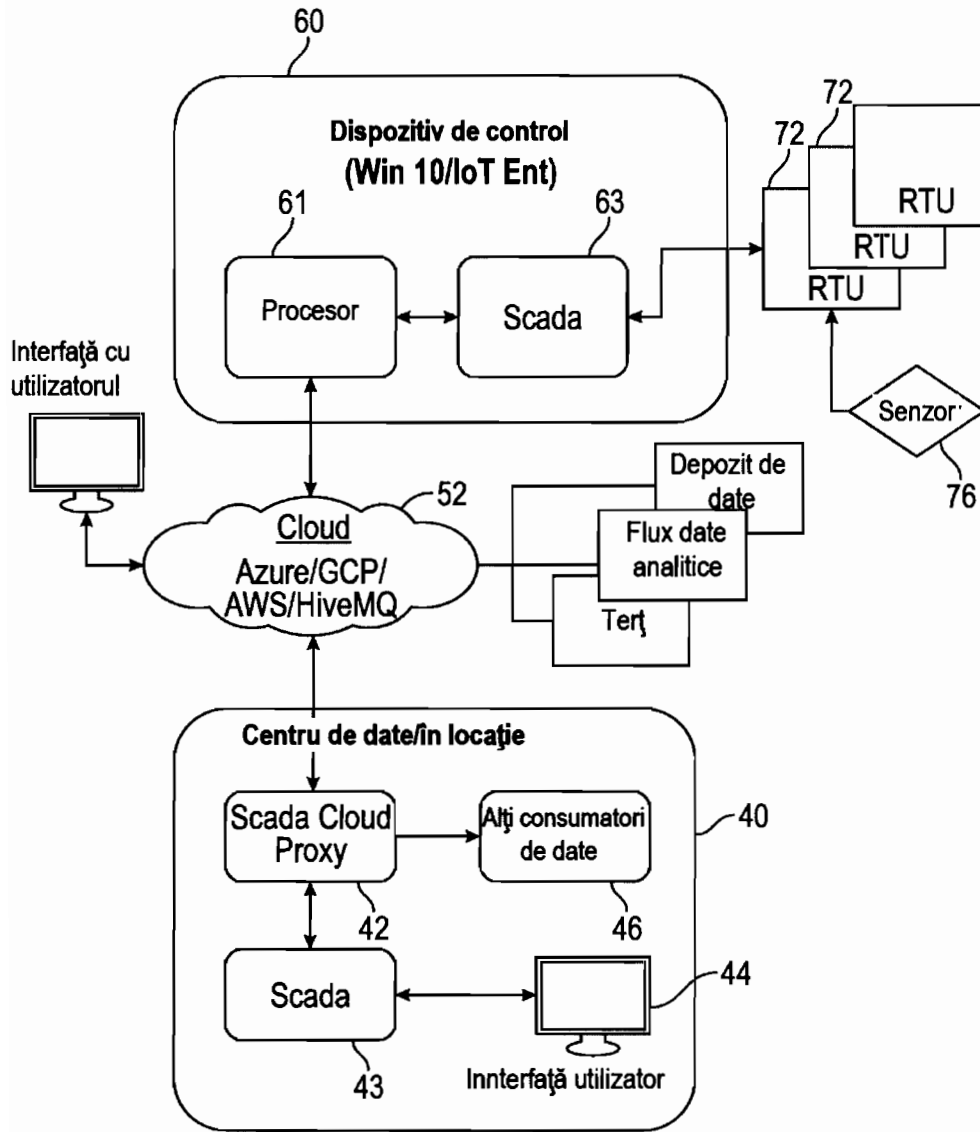 60
Dispozitiv de control
(Win 10/IoT Ent)
61
Procesor
63
Scada
72
72
RTU
RTU
RTU
Senzor
76
Interfaţă cu
utilizatorul
52
Cloud
Azure/GCP/
AWS/HiveMQ
Depozit de
date
Flux date
analitice
Terţ
Centru de date/în locaţie
40
Scada Cloud
Proxy
42
Alţi consumatori
de date
46
Scada
43
44
Innterfaţă utilizator